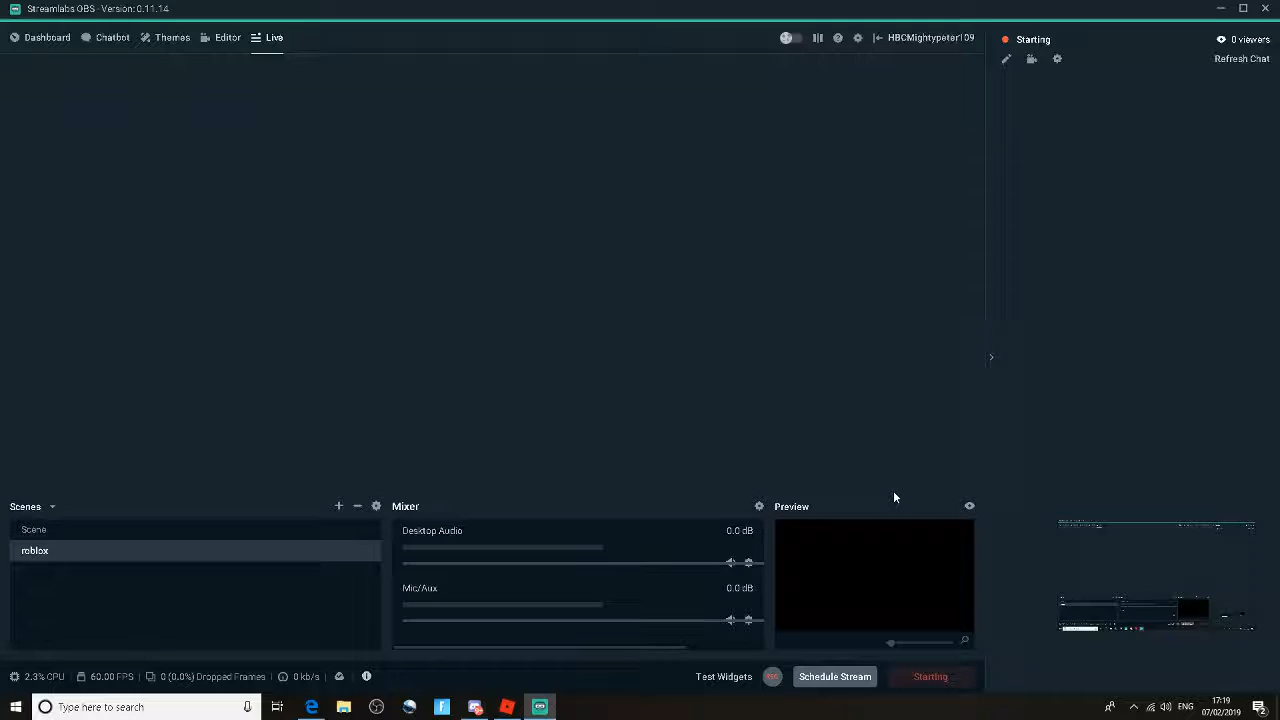 Streamlabs OBS - Version: 0.11.14
Dashboard Chatbot Themes Editor Live HBCMightypeter109
Starting 0 viewers
Refresh Chat
Scenes
Scene
roblox
Mixer
Desktop Audio 0.0 dB
Mic/Aux 0.0 dB
Preview
2.3% CPU 60.00 FPS 0 (0.0%) Dropped Frames 0 kb/s
Test Widgets REC Schedule Stream Starting
Type here to search
ENG
17:19
07/02/2019
2